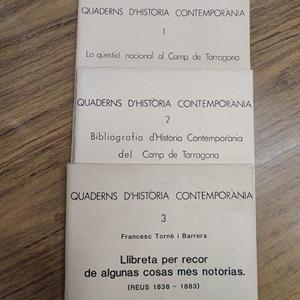 QUADERNS D'HISTÒRIA CONTEMPORÀNIA
1
La qüestió nacional al Camp de Tarragona
QUADERNS D'HISTÒRIA CONTEMPORÀNIA
2
Bibliografia d'Història Contemporània
del Camp de Tarragona
QUADERNS D'HISTÒRIA CONTEMPORÀNIA
3
Francesc Torné i Barrera
Llibreta per recor
de algunas cosas mès notòrias.
(REUS 1838 - 1883)